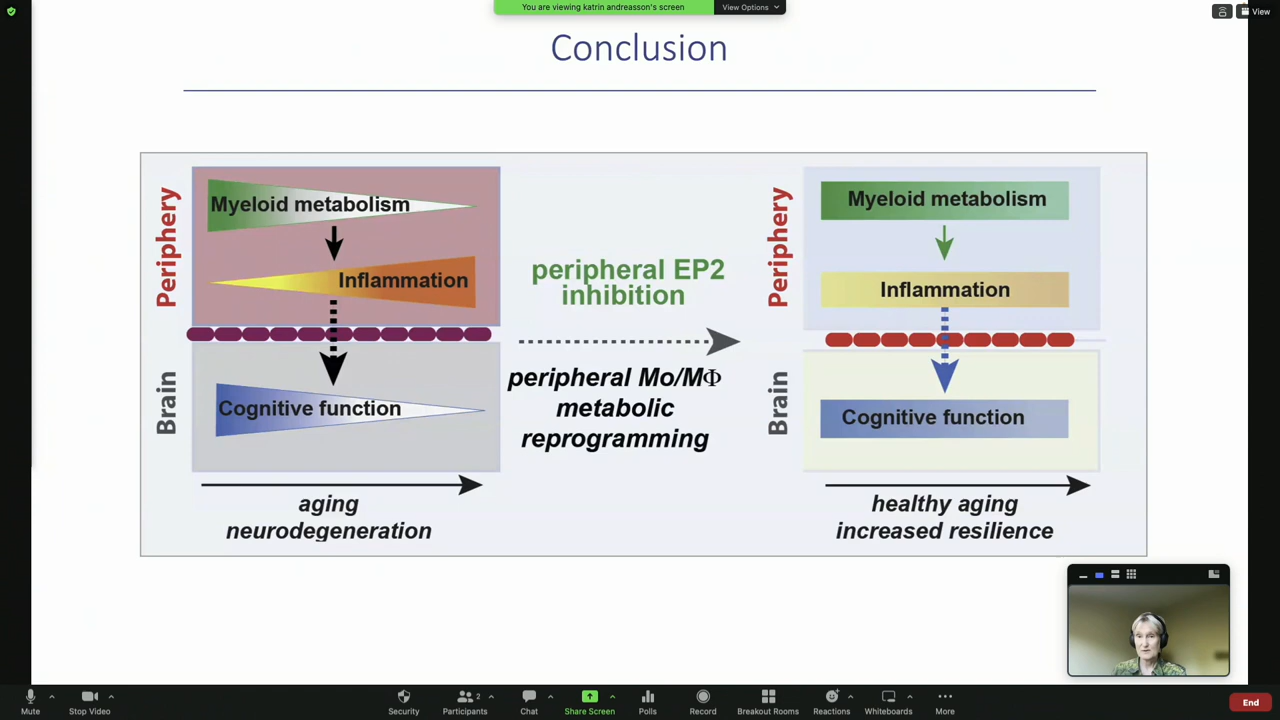 You are viewing katrin andreasson's screen
View Options
View
Conclusion
Periphery
Myeloid metabolism
Inflammation
Brain
Cognitive function
aging
neurodegeneration
peripheral EP2
inhibition
peripheral Mo/MΦ
metabolic
reprogramming
Periphery
Myeloid metabolism
Inflammation
Brain
Cognitive function
healthy aging
increased resilience
Mute
Stop Video
Security
Participants
2
Chat
Share Screen
Polls
Record
Breakout Rooms
Reactions
Whiteboards
More
End